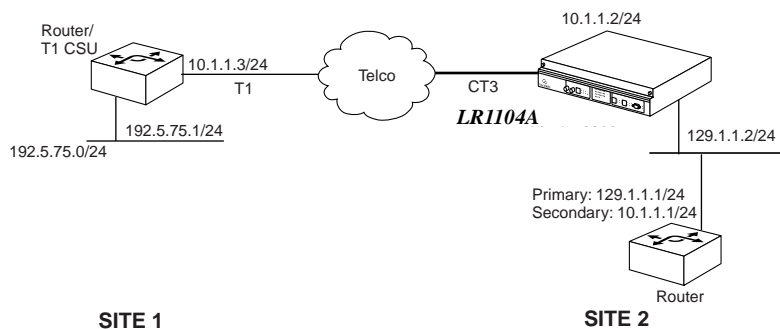 Router/
T1 CSU
10.1.1.3/24
T1
Telco
10.1.1.2/24
CT3
LR1104A
192.5.75.1/24
192.5.75.0/24
129.1.1.2/24
Primary: 129.1.1.1/24
Secondary: 10.1.1.1/24
Router
SITE 1
SITE 2